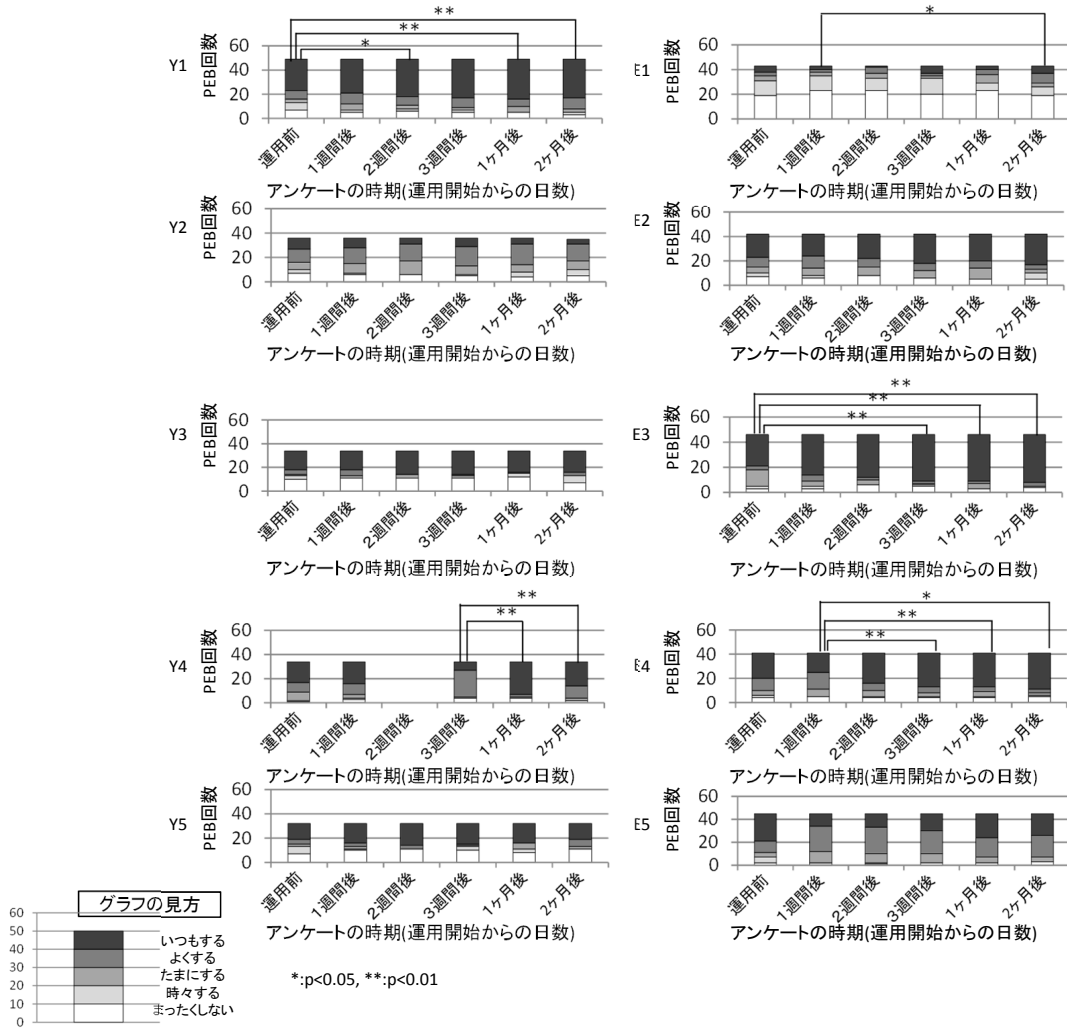 Y1
PEB回数
60
40
20
0
**
**
*
運用前
1週間後
2週間後
3週間後
1ヶ月後
2ヶ月後
アンケートの時期(運用開始からの日数)
E1
PEB回数
60
40
20
0
*
運用前
1週間後
2週間後
3週間後
1ヶ月後
2ヶ月後
アンケートの時期(運用開始からの日数)
Y2
PEB回数
60
40
20
0
運用前
1週間後
2週間後
3週間後
1ヶ月後
2ヶ月後
アンケートの時期(運用開始からの日数)
E2
PEB回数
60
40
20
0
運用前
1週間後
2週間後
3週間後
1ヶ月後
2ヶ月後
アンケートの時期(運用開始からの日数)
Y3
PEB回数
60
40
20
0
運用前
1週間後
2週間後
3週間後
1ヶ月後
2ヶ月後
アンケートの時期(運用開始からの日数)
E3
PEB回数
60
40
20
0
**
**
**
運用前
1週間後
2週間後
3週間後
1ヶ月後
2ヶ月後
アンケートの時期(運用開始からの日数)
Y4
PEB回数
60
40
20
0
**
**
運用前
1週間後
2週間後
3週間後
1ヶ月後
2ヶ月後
アンケートの時期(運用開始からの日数)
E4
PEB回数
60
40
20
0
*
**
**
運用前
1週間後
2週間後
3週間後
1ヶ月後
2ヶ月後
アンケートの時期(運用開始からの日数)
Y5
PEB回数
60
40
20
0
運用前
1週間後
2週間後
3週間後
1ヶ月後
2ヶ月後
アンケートの時期(運用開始からの日数)
E5
PEB回数
60
40
20
0
運用前
1週間後
2週間後
3週間後
1ヶ月後
2ヶ月後
アンケートの時期(運用開始からの日数)
グラフの見方
60
50
40
30
20
10
0
いつもする
よくする
たまにする
時々する
まったくしない
*:p<0.05, **:p<0.01